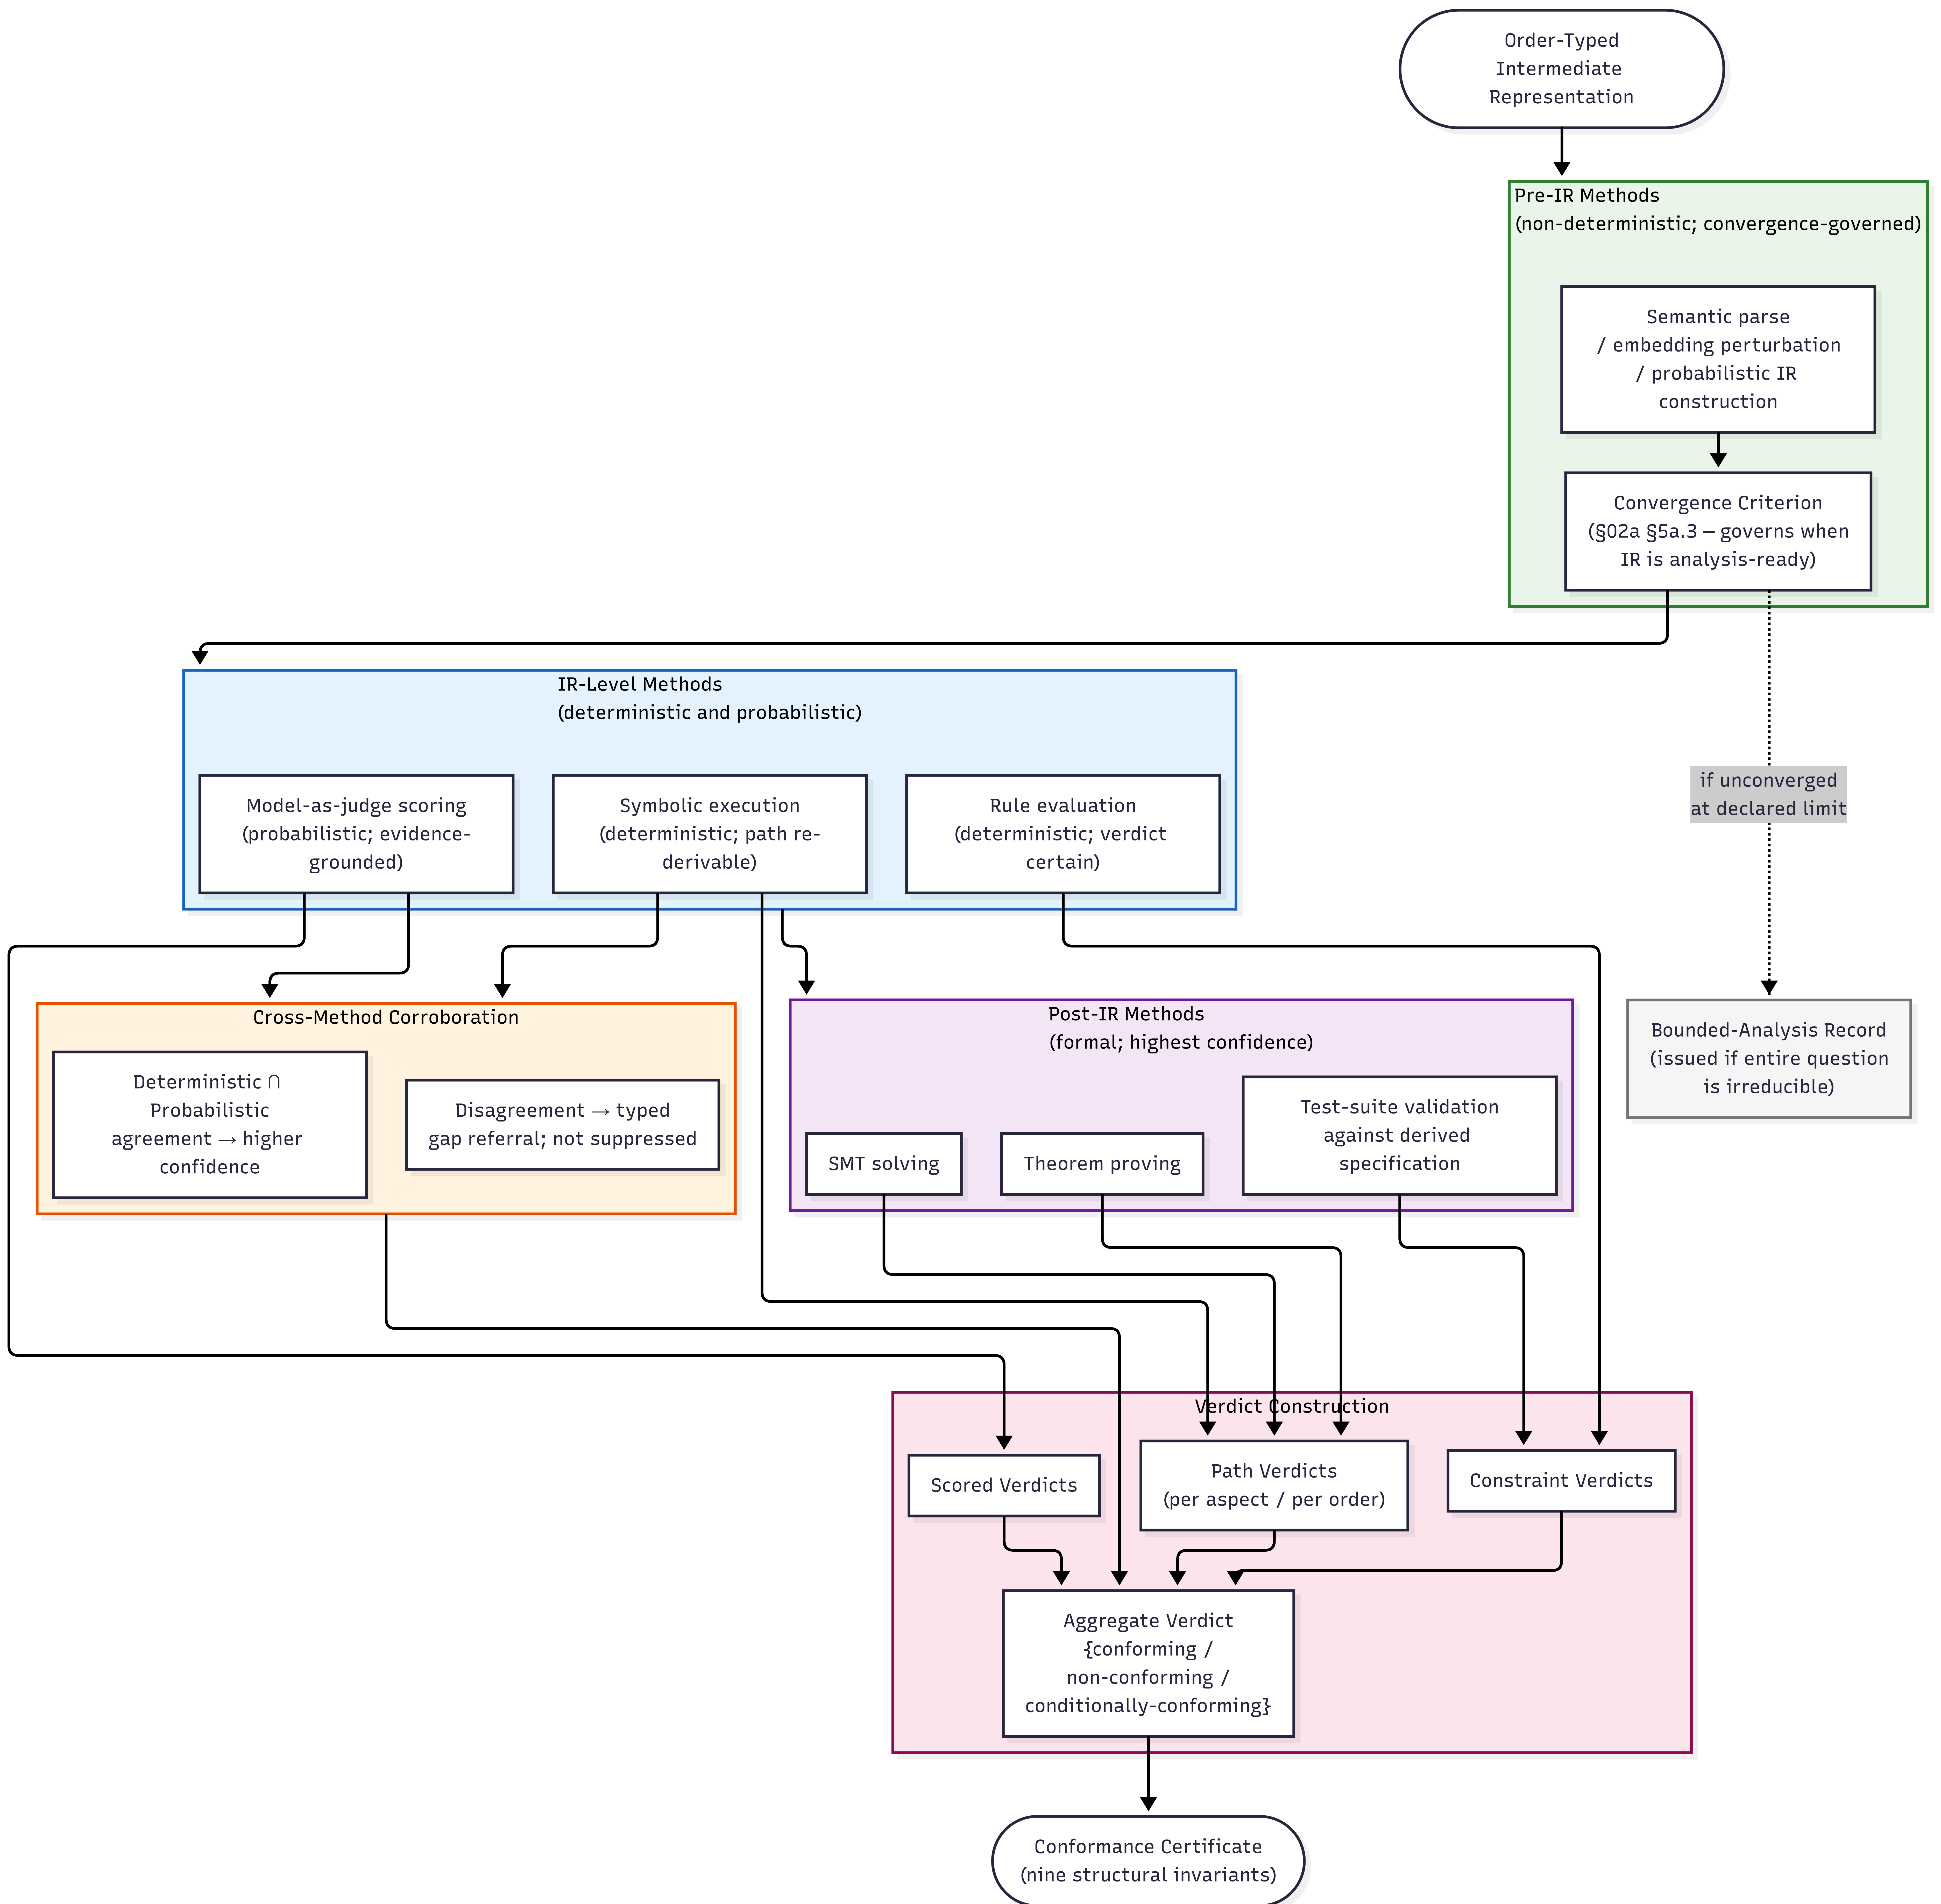 Order-Typed
Intermediate
Representation
Pre-IR Methods
(non-deterministic; convergence-governed)
Semantic parse
/ embedding perturbation
/ probabilistic IR
construction
Convergence Criterion
(§02a §5a.3 — governs when
IR is analysis-ready)
IR-Level Methods
(deterministic and probabilistic)
if unconverged
at declared limit
Model-as-judge scoring
(probabilistic; evidence-
grounded)
Symbolic execution
(deterministic; path re-
derivable)
Rule evaluation
(deterministic; verdict
certain)
Cross-Method Corroboration
Deterministic ∩
Probabilistic
agreement → higher
confidence
Disagreement → typed
gap referral; not suppressed
Post-IR Methods
(formal; highest confidence)
SMT solving
Theorem proving
Test-suite validation
against derived
specification
Bounded-Analysis Record
(issued if entire question
is irreducible)
Verdict Construction
Scored Verdicts
Path Verdicts
(per aspect / per order)
Constraint Verdicts
Aggregate Verdict
{conforming /
non-conforming /
conditionally-conforming}
Conformance Certificate
(nine structural invariants)